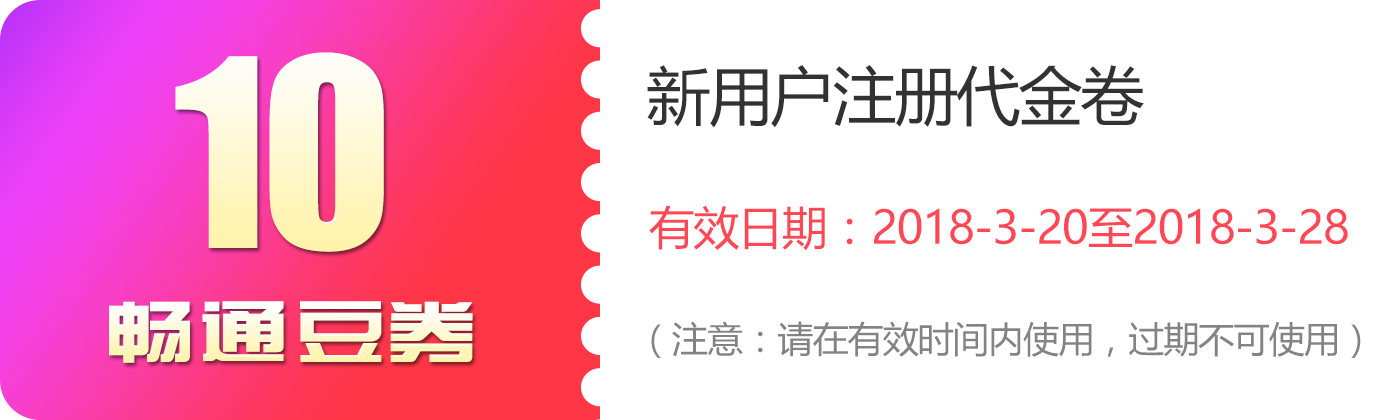 10
畅通豆券
新用户注册代金卷
有效日期：2018-3-20至2018-3-28
（注意：请在有效时间内使用，过期不可使用）